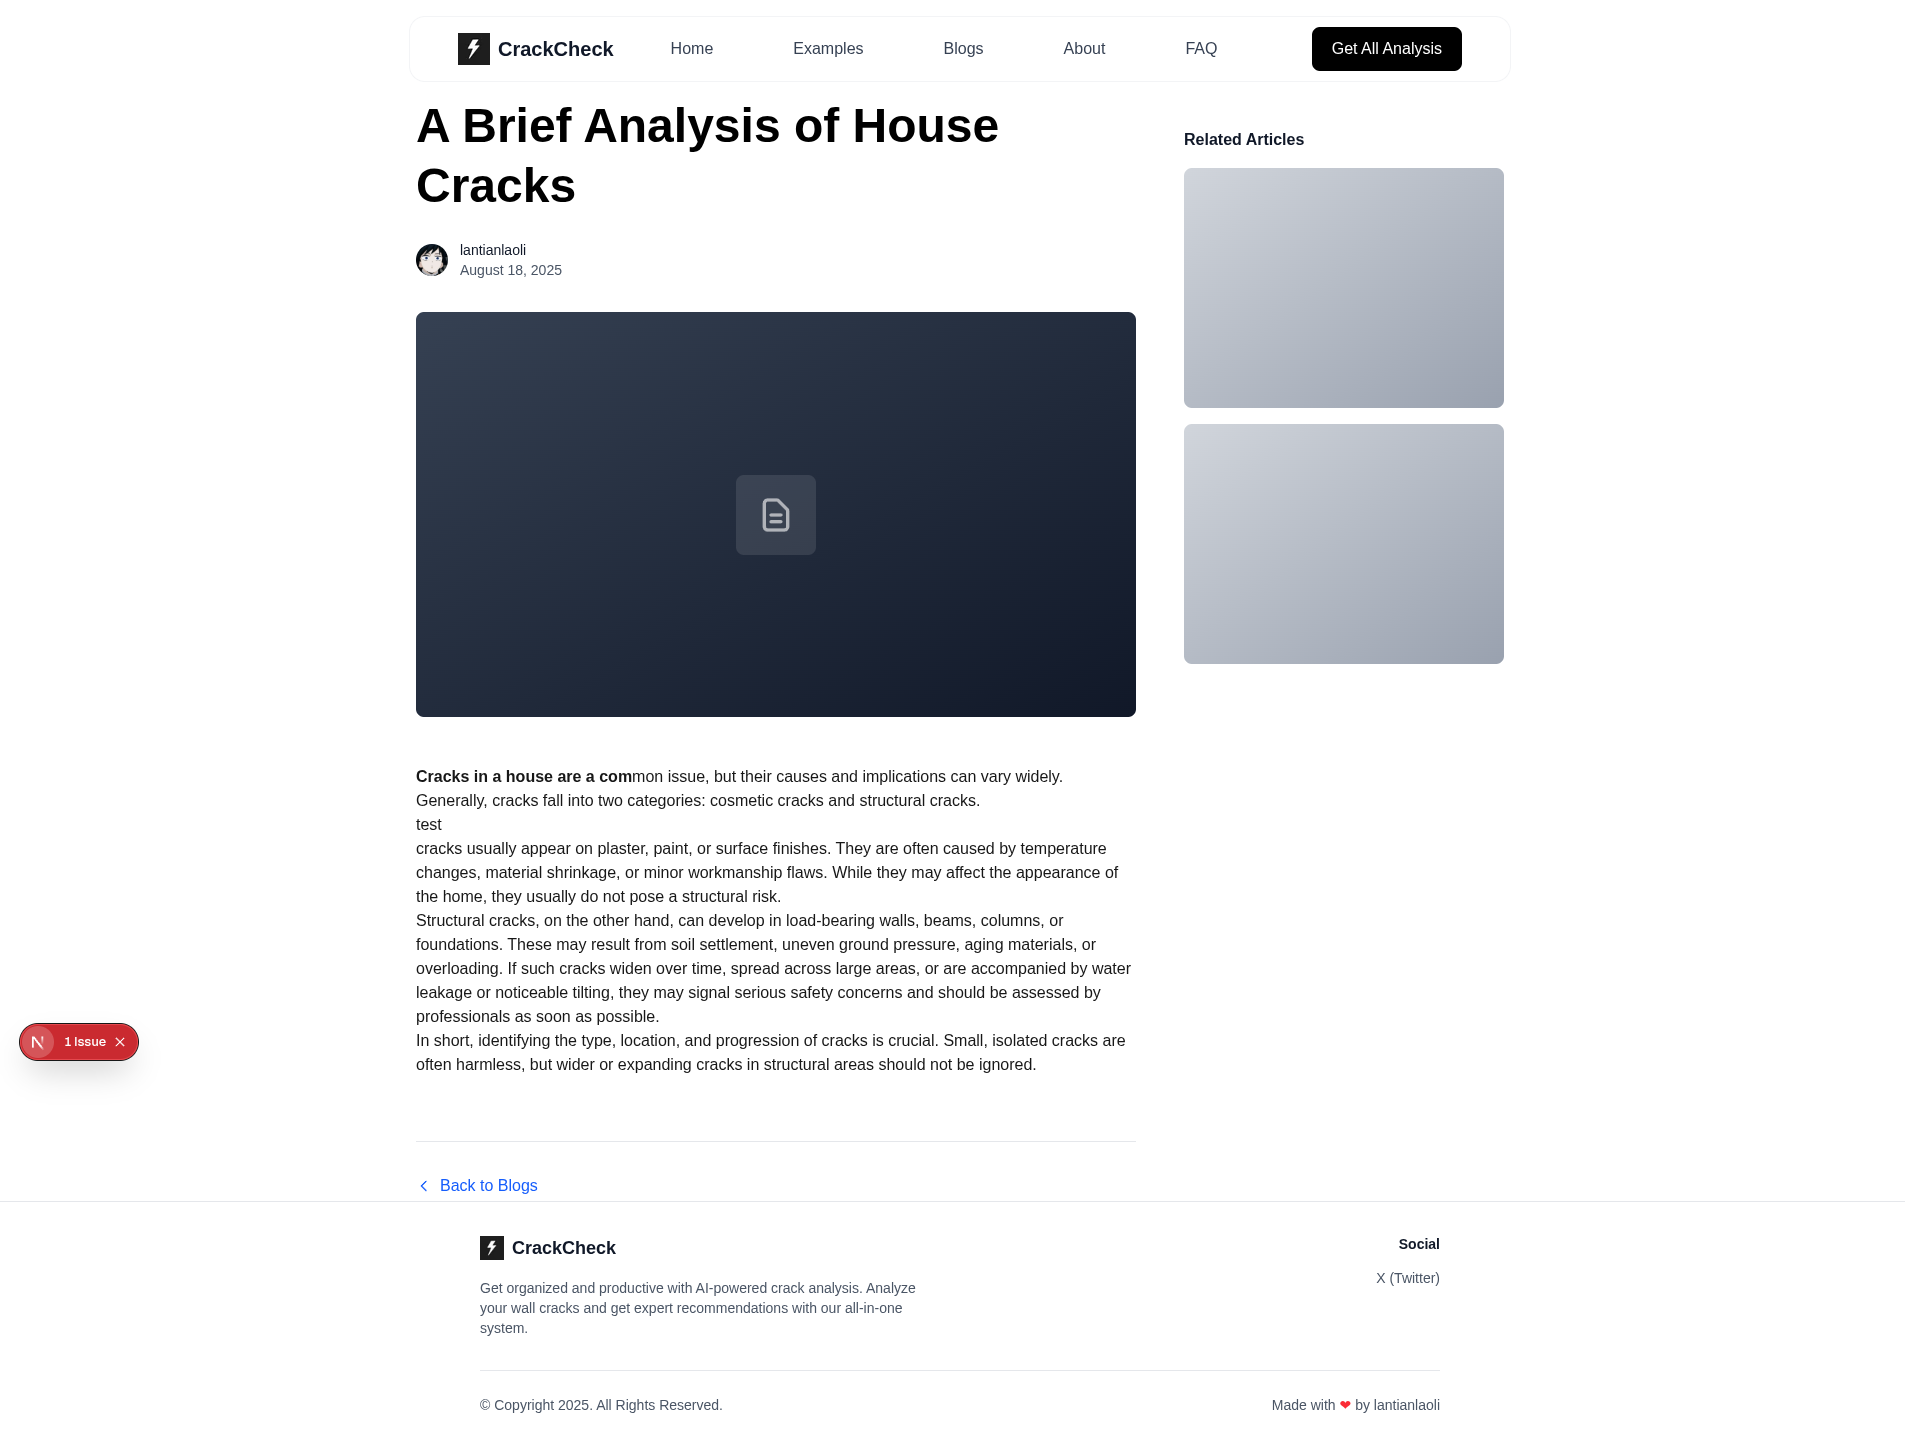 CrackCheck
Home
Examples
Blogs
About
FAQ
Get All Analysis
A Brief Analysis of House
Cracks
lantianlaoli
August 18, 2025
Related Articles
Cracks in a house are a common issue, but their causes and implications can vary widely.
Generally, cracks fall into two categories: cosmetic cracks and structural cracks.
test
cracks usually appear on plaster, paint, or surface finishes. They are often caused by temperature
changes, material shrinkage, or minor workmanship flaws. While they may affect the appearance of
the home, they usually do not pose a structural risk.
Structural cracks, on the other hand, can develop in load-bearing walls, beams, columns, or
foundations. These may result from soil settlement, uneven ground pressure, aging materials, or
overloading. If such cracks widen over time, spread across large areas, or are accompanied by water
leakage or noticeable tilting, they may signal serious safety concerns and should be assessed by
professionals as soon as possible.
In short, identifying the type, location, and progression of cracks is crucial. Small, isolated cracks are
often harmless, but wider or expanding cracks in structural areas should not be ignored.
1 Issue
Back to Blogs
CrackCheck
Get organized and productive with AI-powered crack analysis. Analyze
your wall cracks and get expert recommendations with our all-in-one
system.
Social
X (Twitter)
© Copyright 2025. All Rights Reserved.
Made with ❤ by lantianlaoli